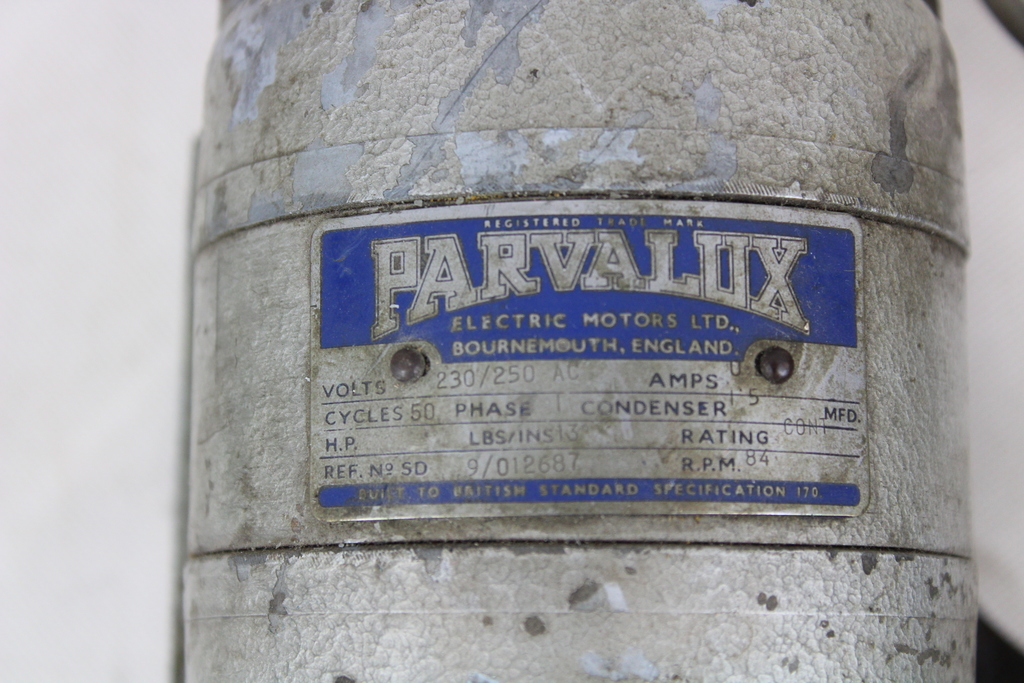 REGISTERED TRADE MARK
PARVALUX
ELECTRIC MOTORS LTD.,
BOURNEMOUTH, ENGLAND.
VOLTS 230/250 AC AMPS
CYCLES 50 PHASE 1 CONDENSER 1.5 MFD.
H.P. LBS/INS 13 RATING CONT
REF. Nº SD 9/012687 R.P.M. 84
BUILT TO BRITISH STANDARD SPECIFICATION 170.